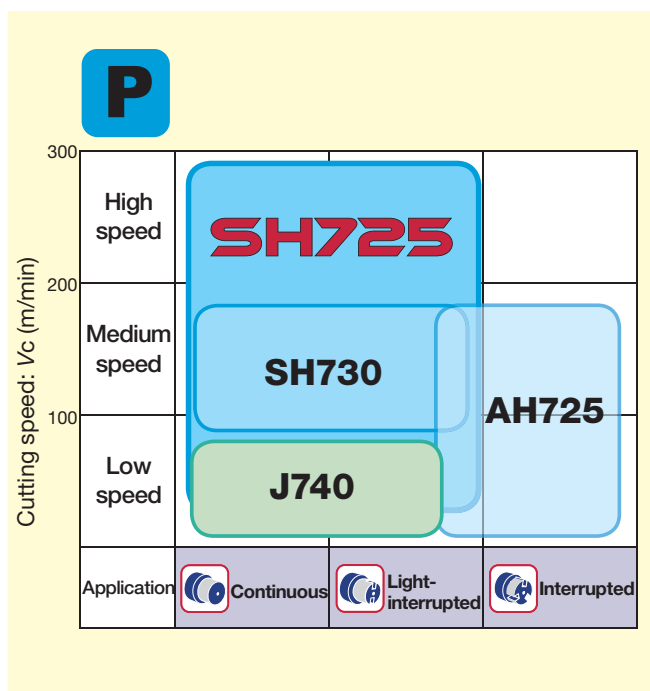 P
300
High
speed
SH725
200
Medium
speed
SH730
AH725
100
Low
speed
J740
Cutting speed: Vc (m/min)
Application
Continuous
Light-
interrupted
Interrupted